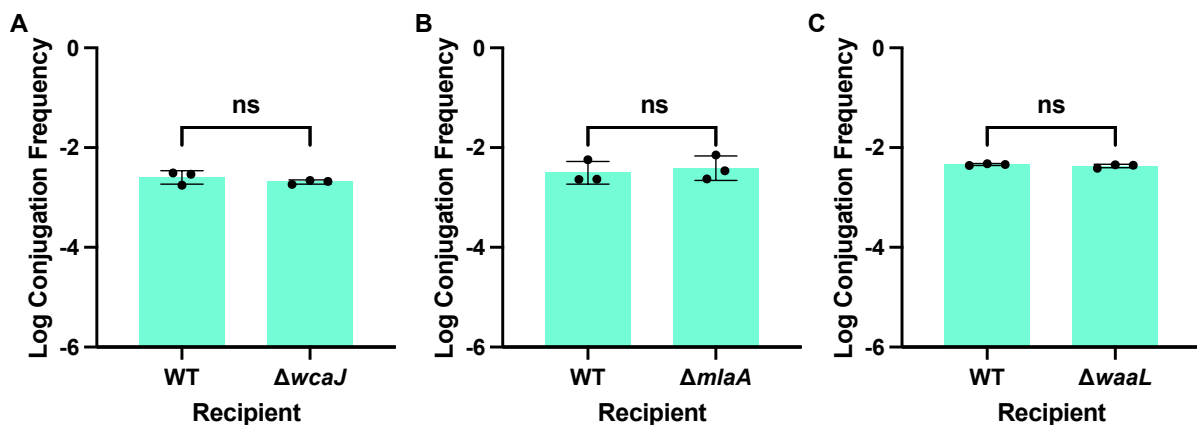 A
Log Conjugation Frequency
0
-2
-4
-6
ns
WT
ΔwcaJ
Recipient
B
Log Conjugation Frequency
0
-2
-4
-6
ns
WT
ΔmlaA
Recipient
C
Log Conjugation Frequency
0
-2
-4
-6
ns
WT
ΔwaaL
Recipient